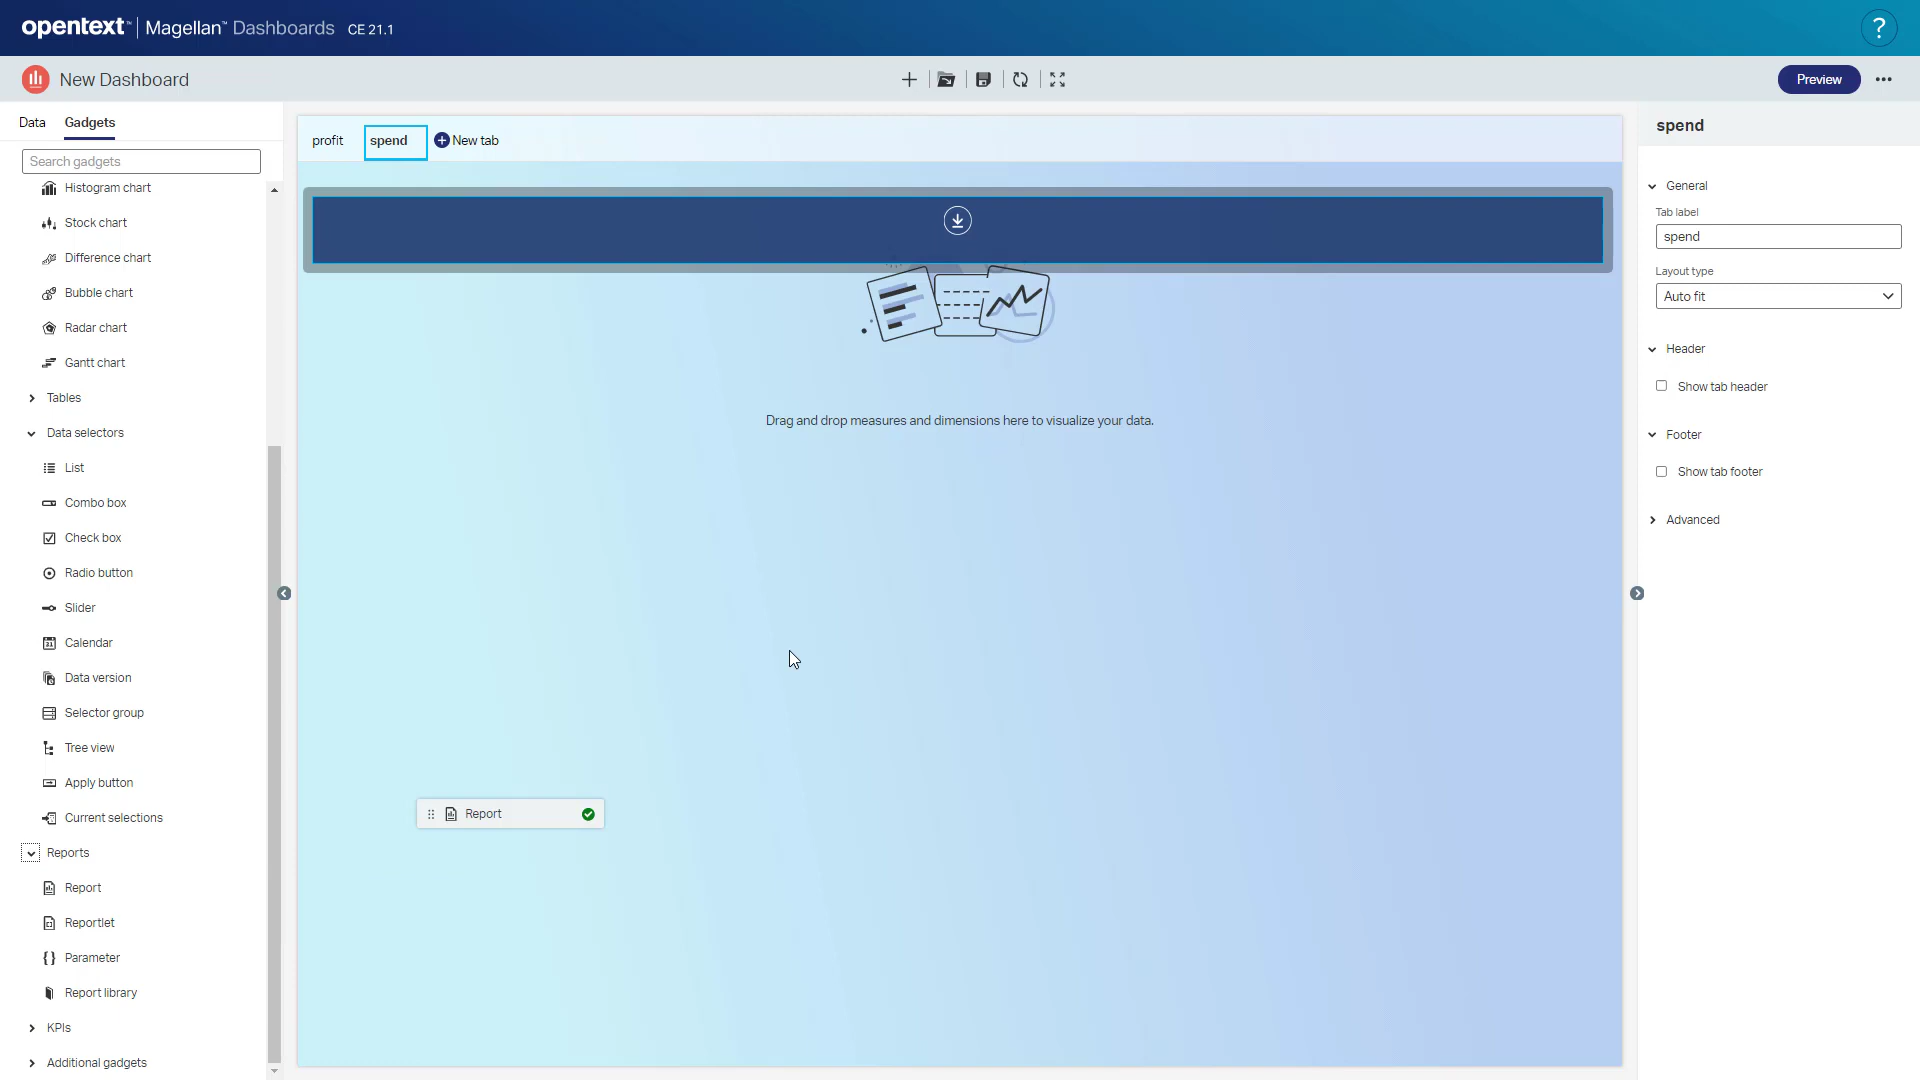 opentext™ | Magellan™ Dashboards CE 21.1
?
New Dashboard
Preview
Data Gadgets
Search gadgets
Histogram chart
Stock chart
Difference chart
Bubble chart
Radar chart
Gantt chart
Tables
Data selectors
List
Combo box
Check box
Radio button
Slider
Calendar
Data version
Selector group
Tree view
Apply button
Current selections
Reports
Report
Reportlet
Parameter
Report library
KPIs
Additional gadgets
profit spend New tab
Drag and drop measures and dimensions here to visualize your data.
Report
spend
General
Tab label
spend
Layout type
Auto fit
Header
Show tab header
Footer
Show tab footer
Advanced